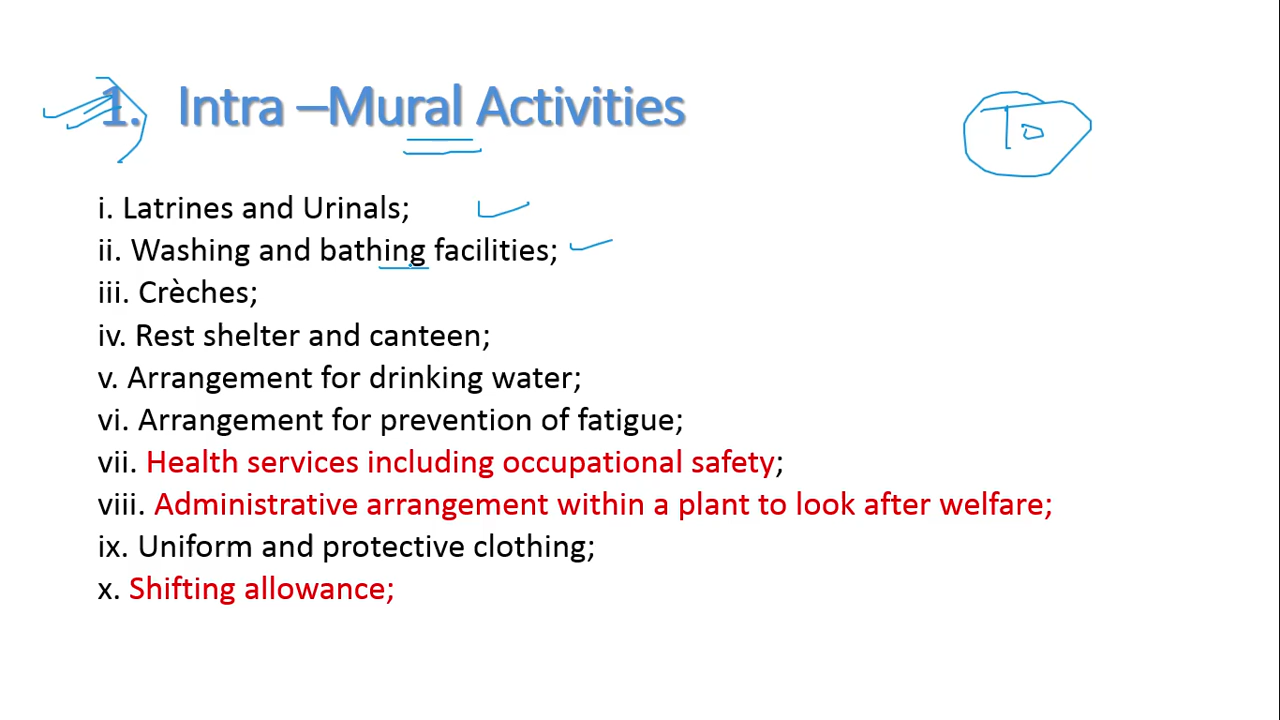 1. Intra –Mural Activities
To
i. Latrines and Urinals;
ii. Washing and bathing facilities;
iii. Crèches;
iv. Rest shelter and canteen;
v. Arrangement for drinking water;
vi. Arrangement for prevention of fatigue;
vii. Health services including occupational safety;
viii. Administrative arrangement within a plant to look after welfare;
ix. Uniform and protective clothing;
x. Shifting allowance;